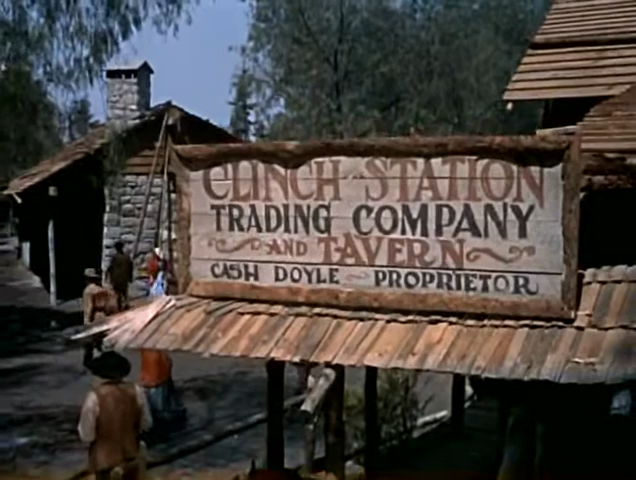 CLINCH STATION
TRADING COMPANY
AND TAVERN
CASH DOYLE — PROPRIETOR